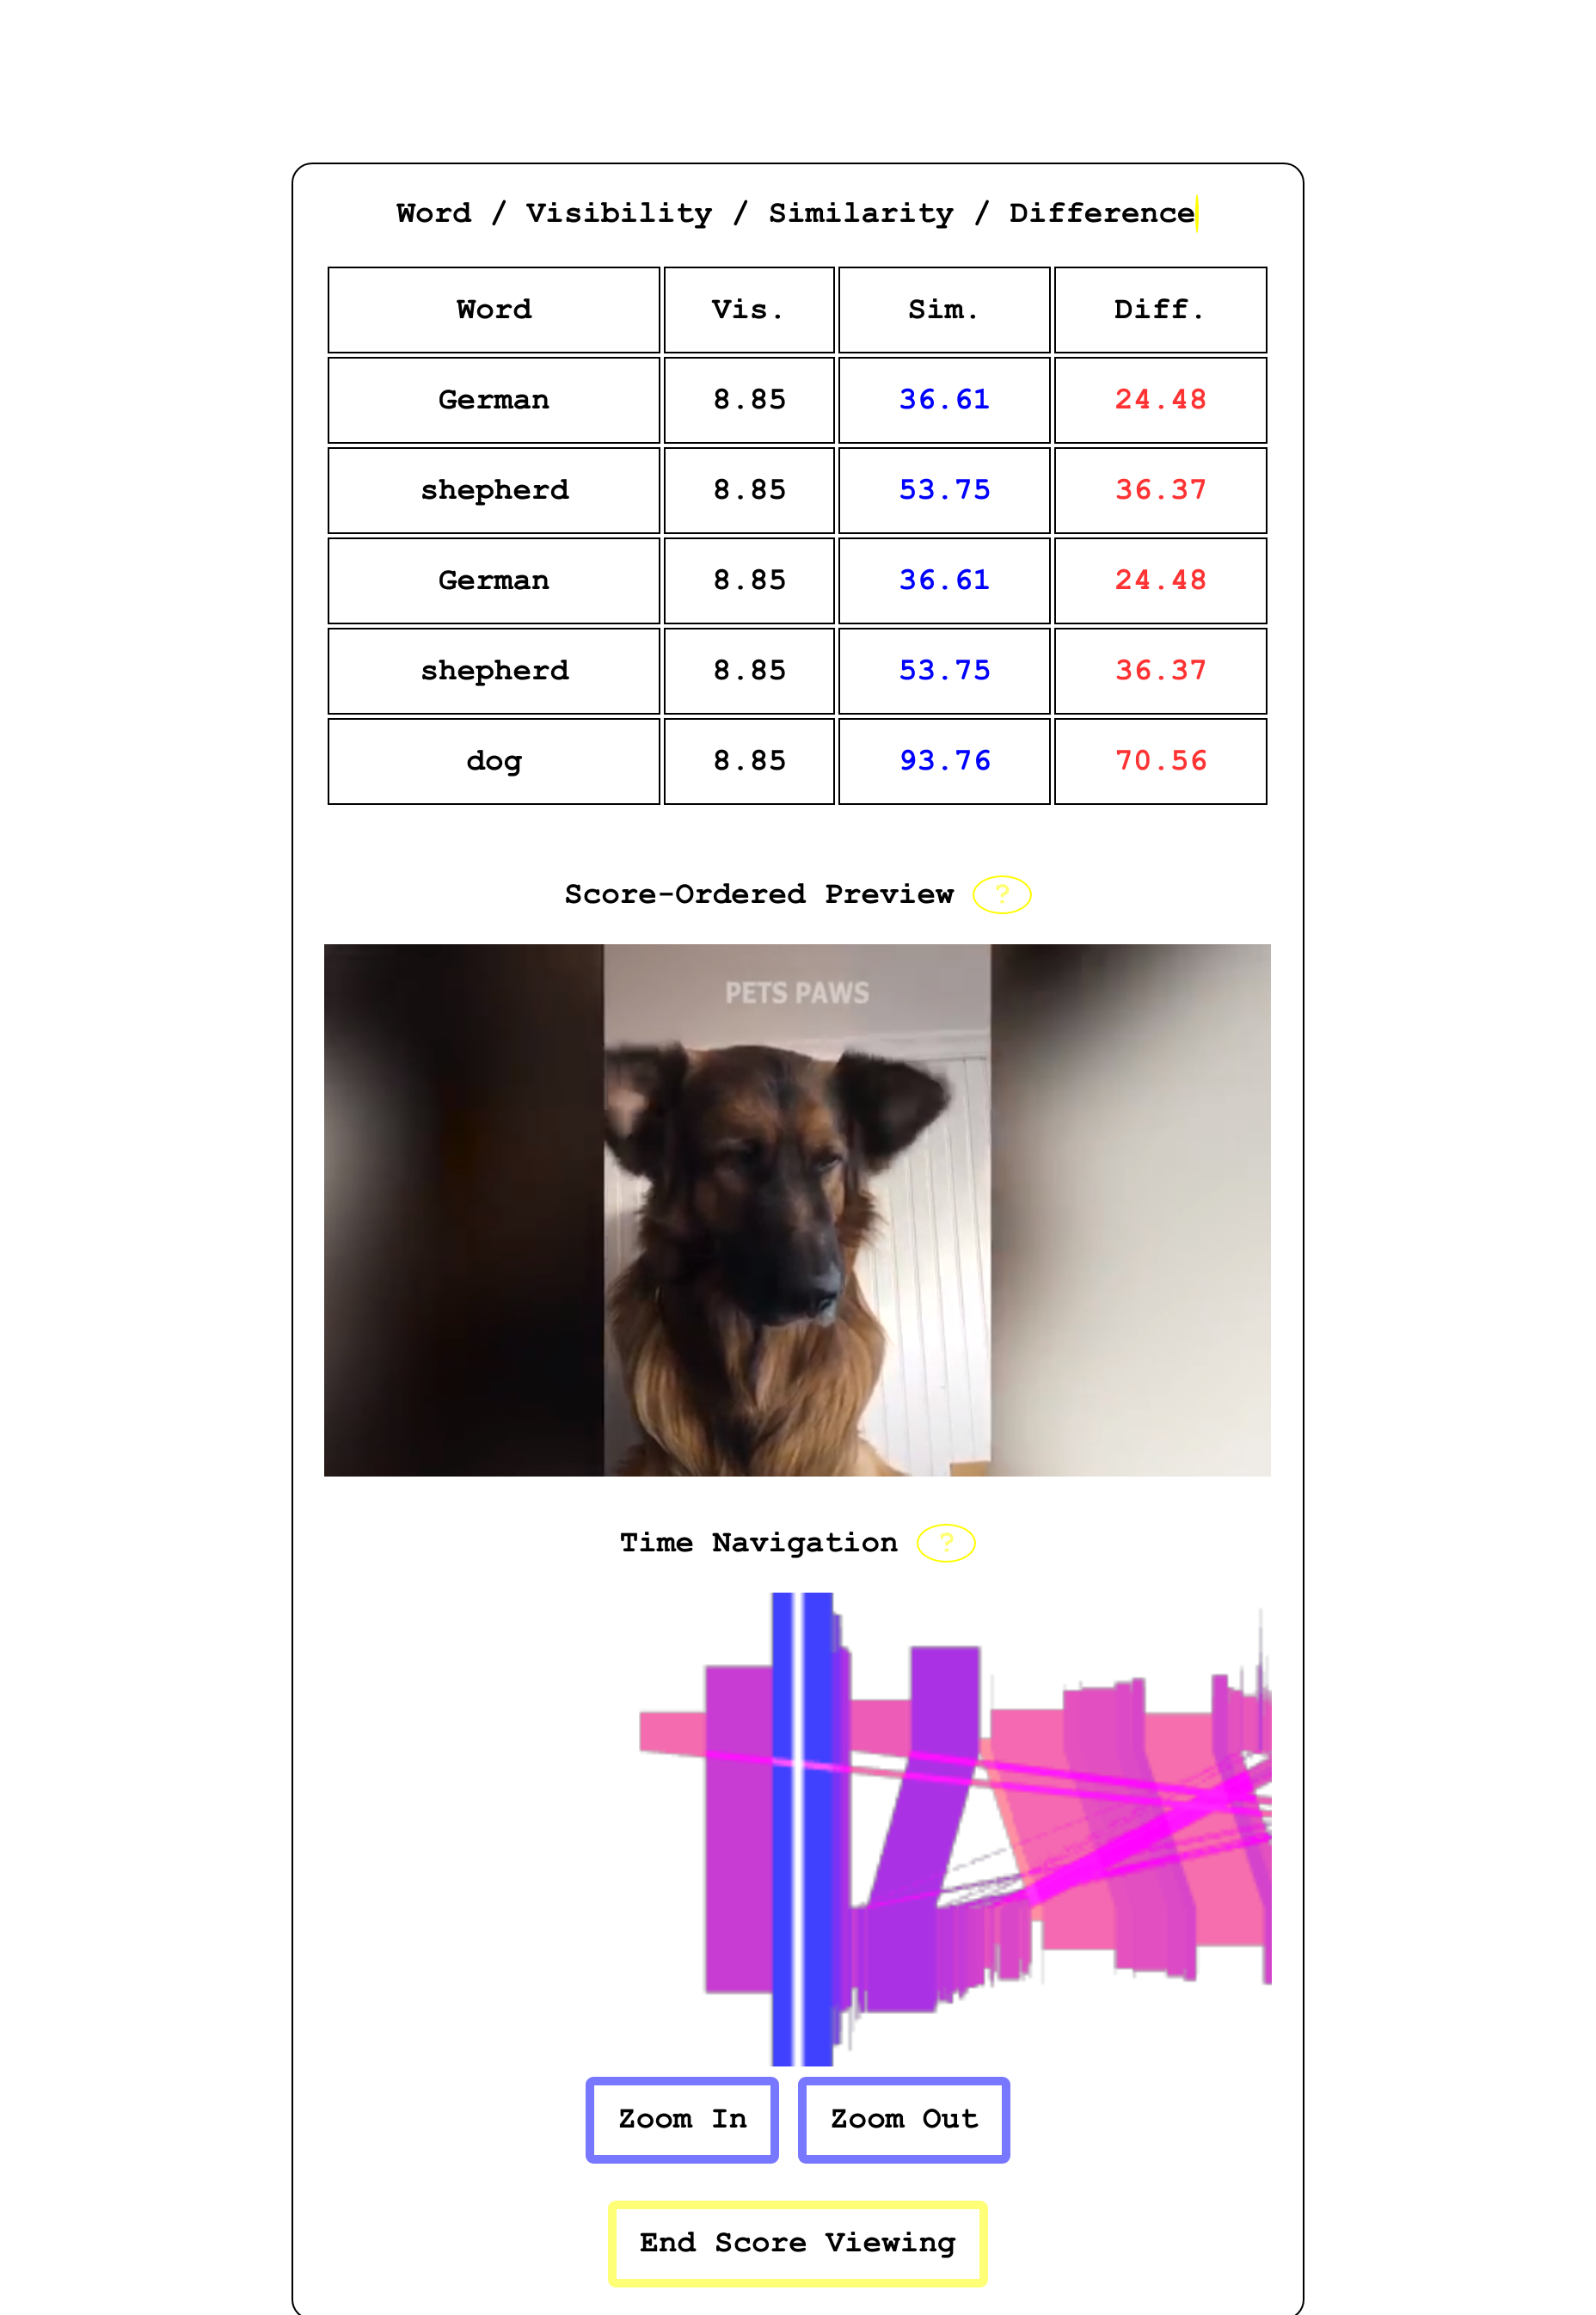 Word / Visibility / Similarity / Difference
Word Vis. Sim. Diff.
German 8.85 36.61 24.48
shepherd 8.85 53.75 36.37
German 8.85 36.61 24.48
shepherd 8.85 53.75 36.37
dog 8.85 93.76 70.56
Score-Ordered Preview ?
PETS PAWS
Time Navigation ?
Zoom In Zoom Out
End Score Viewing